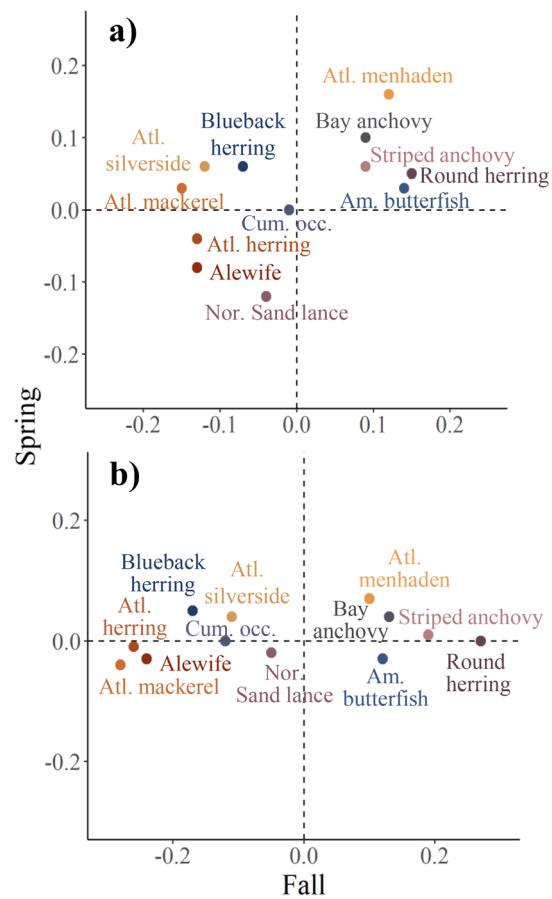 a)
Atl. menhaden
0.2
Bay anchovy
Blueback
herring
Atl.
silverside
0.1
Striped anchovy
Round herring
Atl. mackerel
Am. butterfish
0.0
Cum. occ.
Atl. herring
Alewife
-0.1
Nor. Sand lance
-0.2
-0.2
-0.1
0.0
0.1
0.2
Spring
b)
0.2
Blueback
herring
Atl.
silverside
Atl.
menhaden
Atl.
herring
Cum. occ.
Bay
anchovy
Striped anchovy
0.0
Alewife
Atl. mackerel
Nor.
Sand lance
Am.
butterfish
Round
herring
-0.2
-0.2
0.0
0.2
Fall